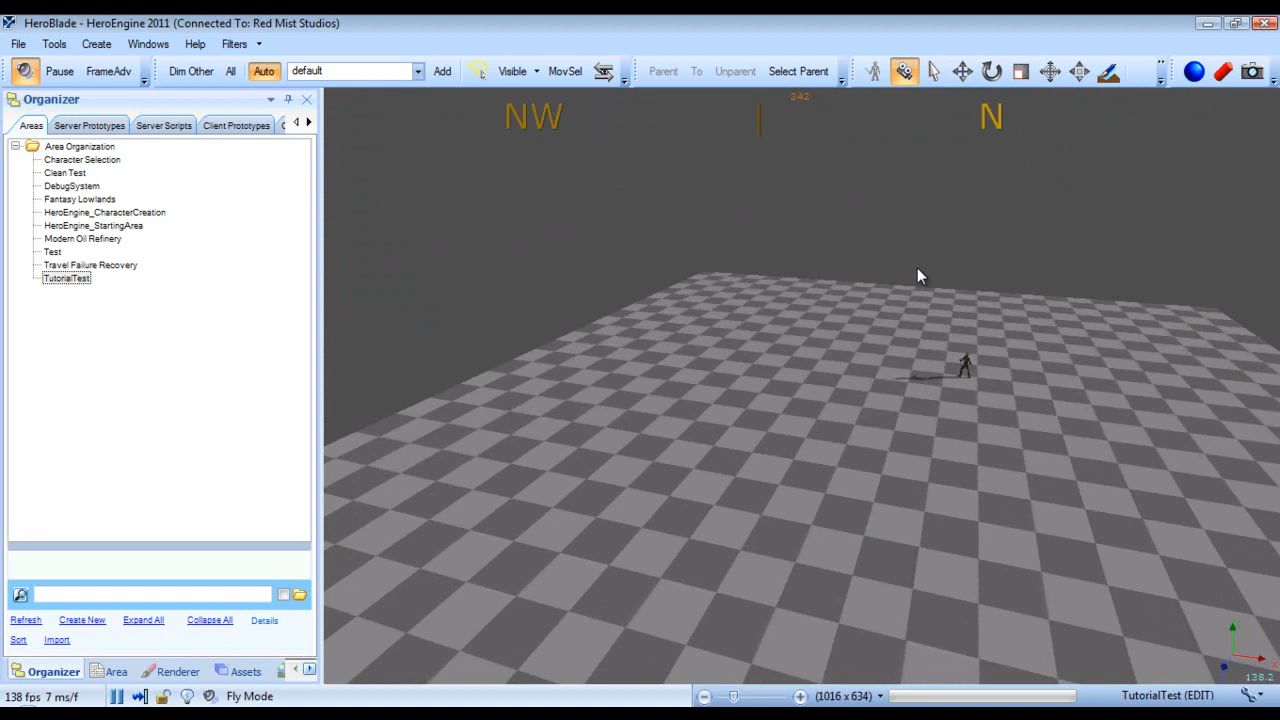 HeroBlade - HeroEngine 2011 (Connected To: Red Mist Studios)
File Tools Create Windows Help Filters
Pause FrameAdv Dim Other All Auto default Add Visible MovSel Parent To Unparent Select Parent
Organizer
Areas Server Prototypes Server Scripts Client Prototypes
Area Organization
Character Selection
Clean Test
DebugSystem
Fantasy Lowlands
HeroEngine_CharacterCreation
HeroEngine_StartingArea
Modern Oil Refinery
Test
Travel Failure Recovery
TutorialTest
342
NW N
Refresh Create New Expand All Collapse All Details
Sort Import
Organizer Area Renderer Assets
138.2
138 fps 7 ms/f Fly Mode (1016 x 634) TutorialTest (EDIT)